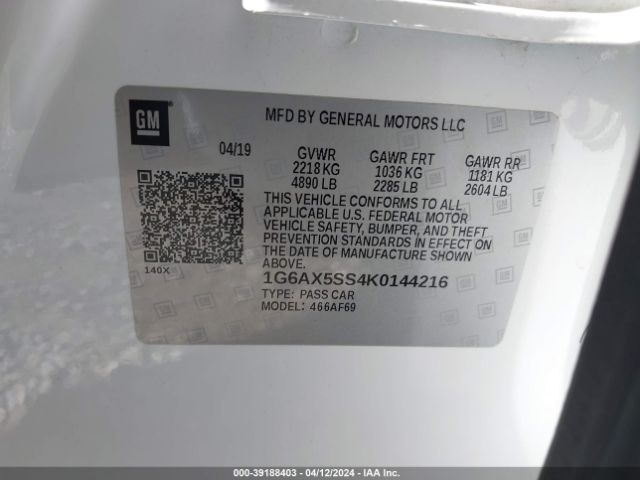 GM
MFD BY GENERAL MOTORS LLC
04/19
GVWR GAWR FRT GAWR RR
2218 KG 1036 KG 1181 KG
4890 LB 2285 LB 2604 LB
THIS VEHICLE CONFORMS TO ALL
APPLICABLE U.S. FEDERAL MOTOR
VEHICLE SAFETY, BUMPER, AND THEFT
PREVENTION STANDARDS IN EFFECT ON
THE DATE OF MANUFACTURE SHOWN
ABOVE.
140X
1G6AX5SS4K0144216
TYPE: PASS CAR
MODEL: 466AF69
000-39188403 - 04/12/2024 - IAA Inc.